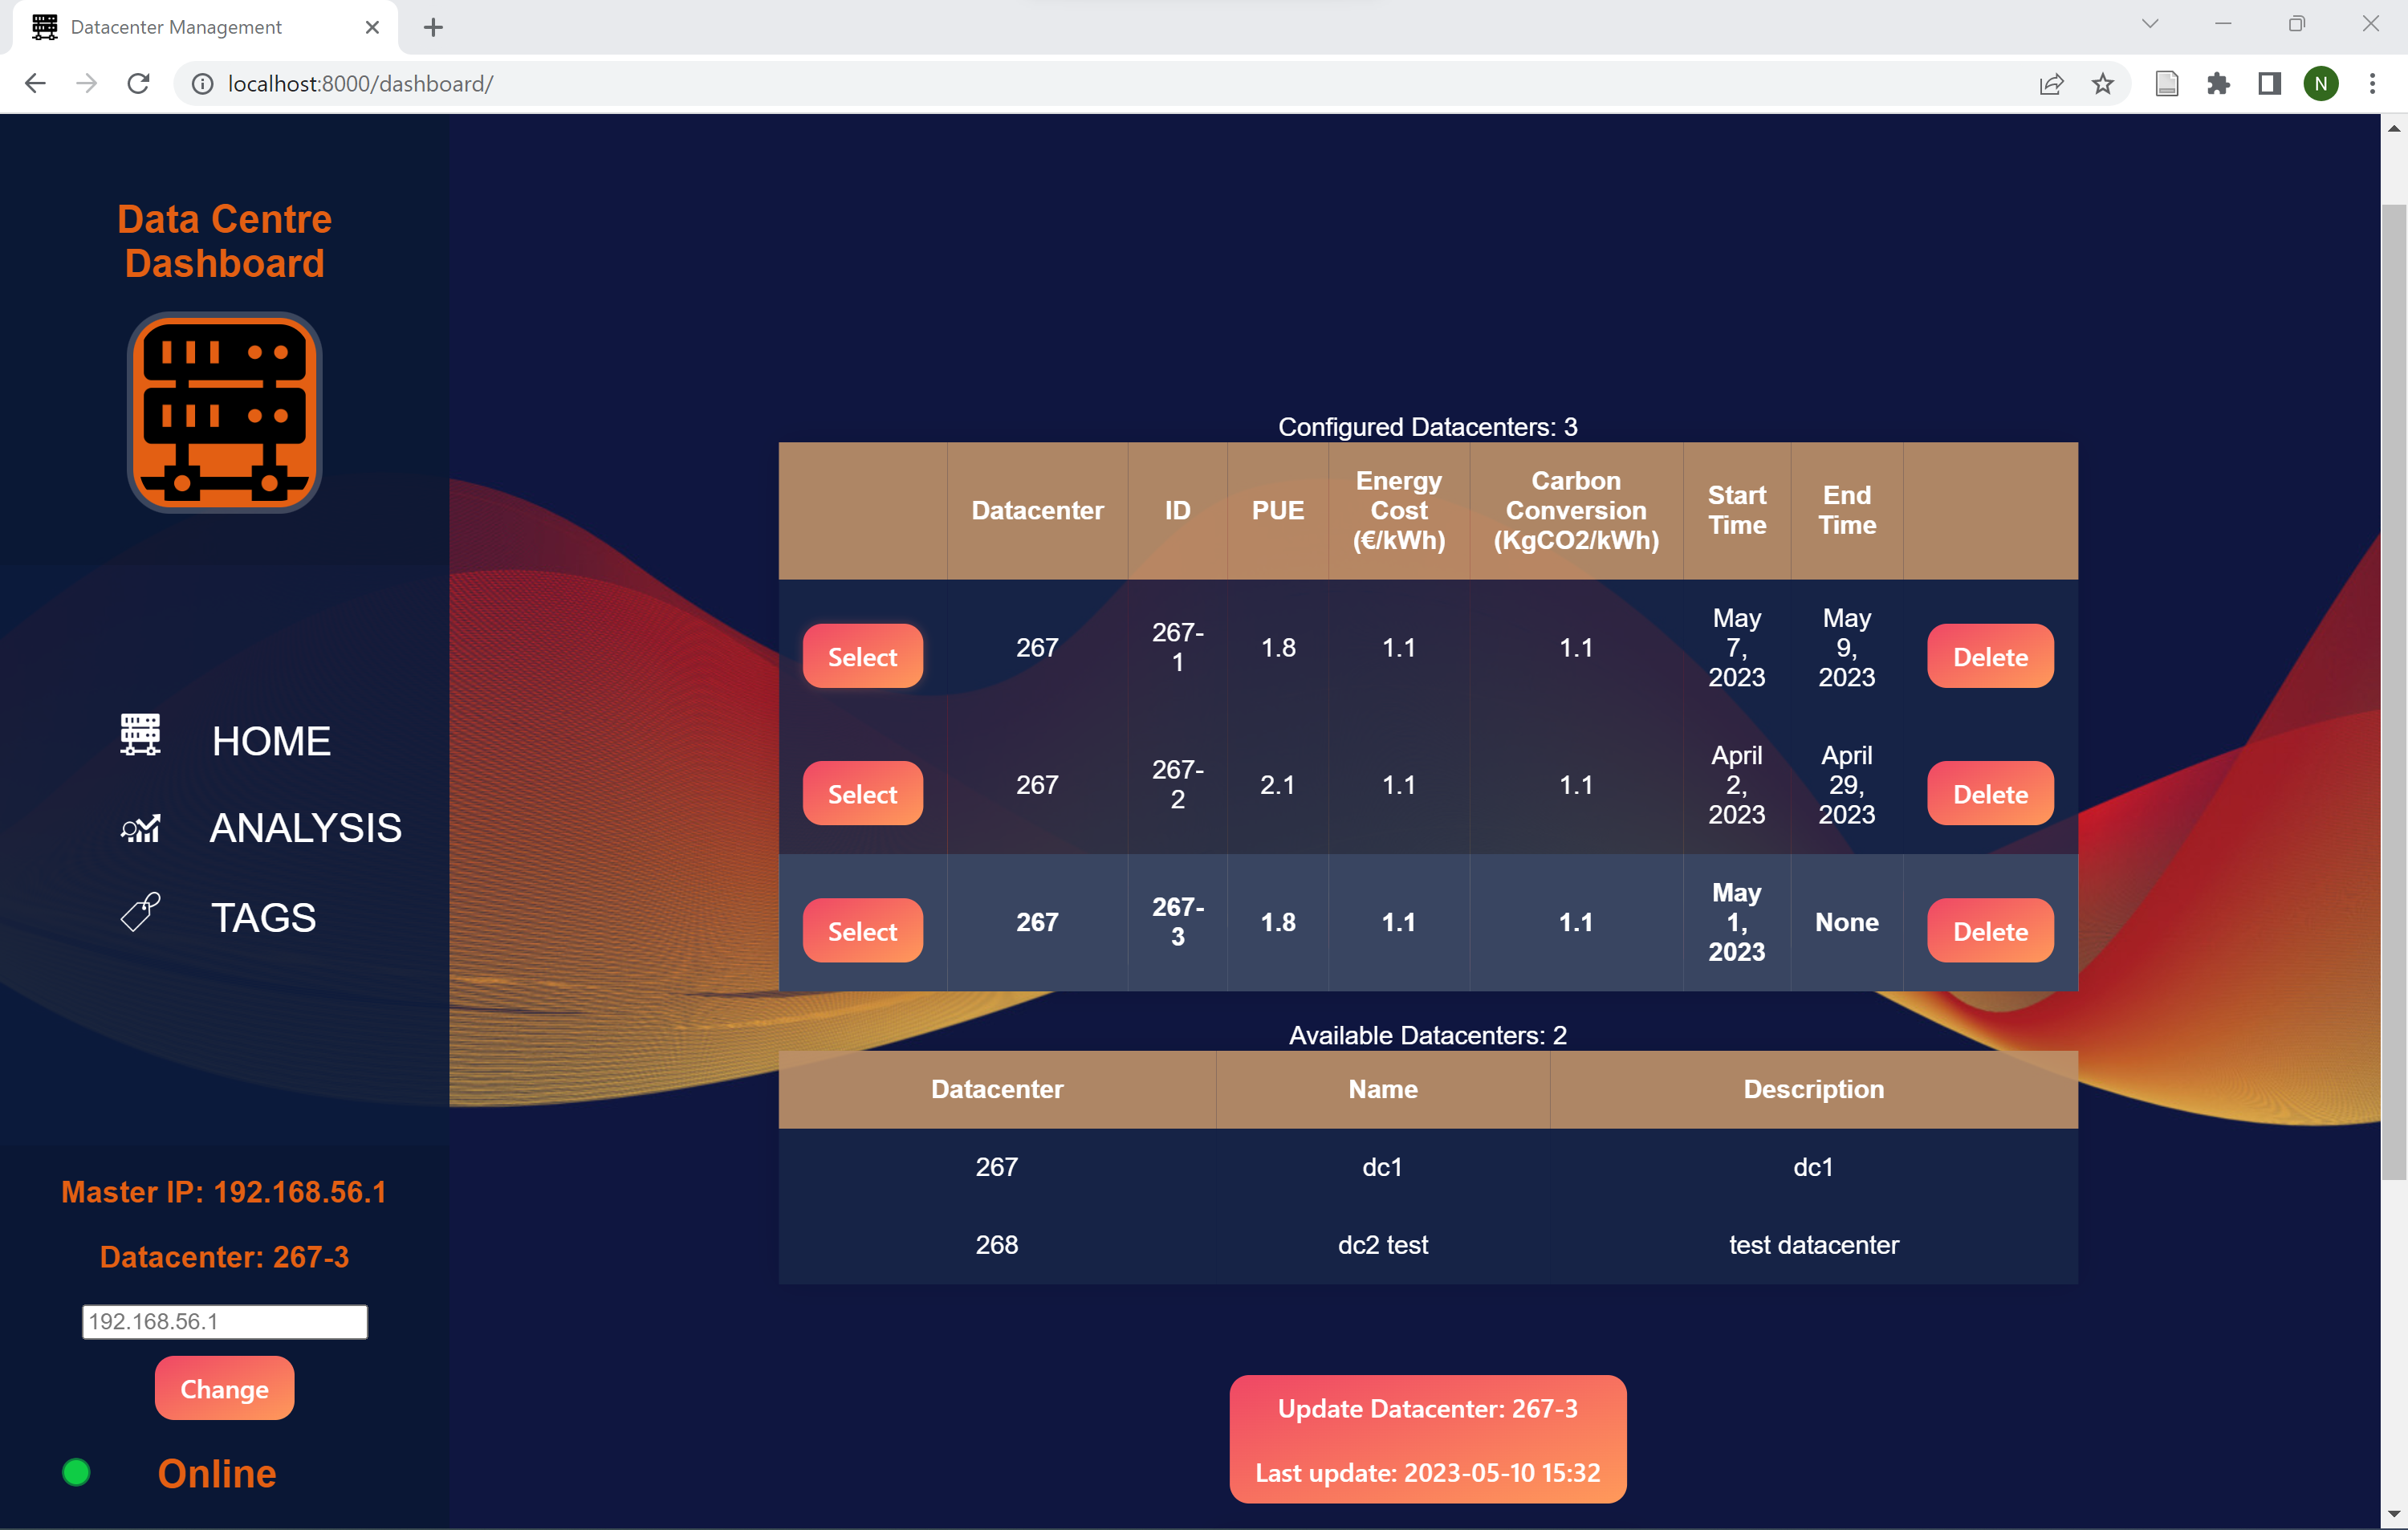 Datacenter Management
localhost:8000/dashboard/
N
Data Centre
Dashboard
HOME
ANALYSIS
TAGS
Master IP: 192.168.56.1
Datacenter: 267-3
192.168.56.1
Change
Online
Configured Datacenters: 3
Datacenter ID PUE Energy Cost (€/kWh) Carbon Conversion (KgCO2/kWh) Start Time End Time
Select 267 267-1 1.8 1.1 1.1 May 7, 2023 May 9, 2023 Delete
Select 267 267-2 2.1 1.1 1.1 April 2, 2023 April 29, 2023 Delete
Select 267 267-3 1.8 1.1 1.1 May 1, 2023 None Delete
Available Datacenters: 2
Datacenter Name Description
267 dc1 dc1
268 dc2 test test datacenter
Update Datacenter: 267-3
Last update: 2023-05-10 15:32